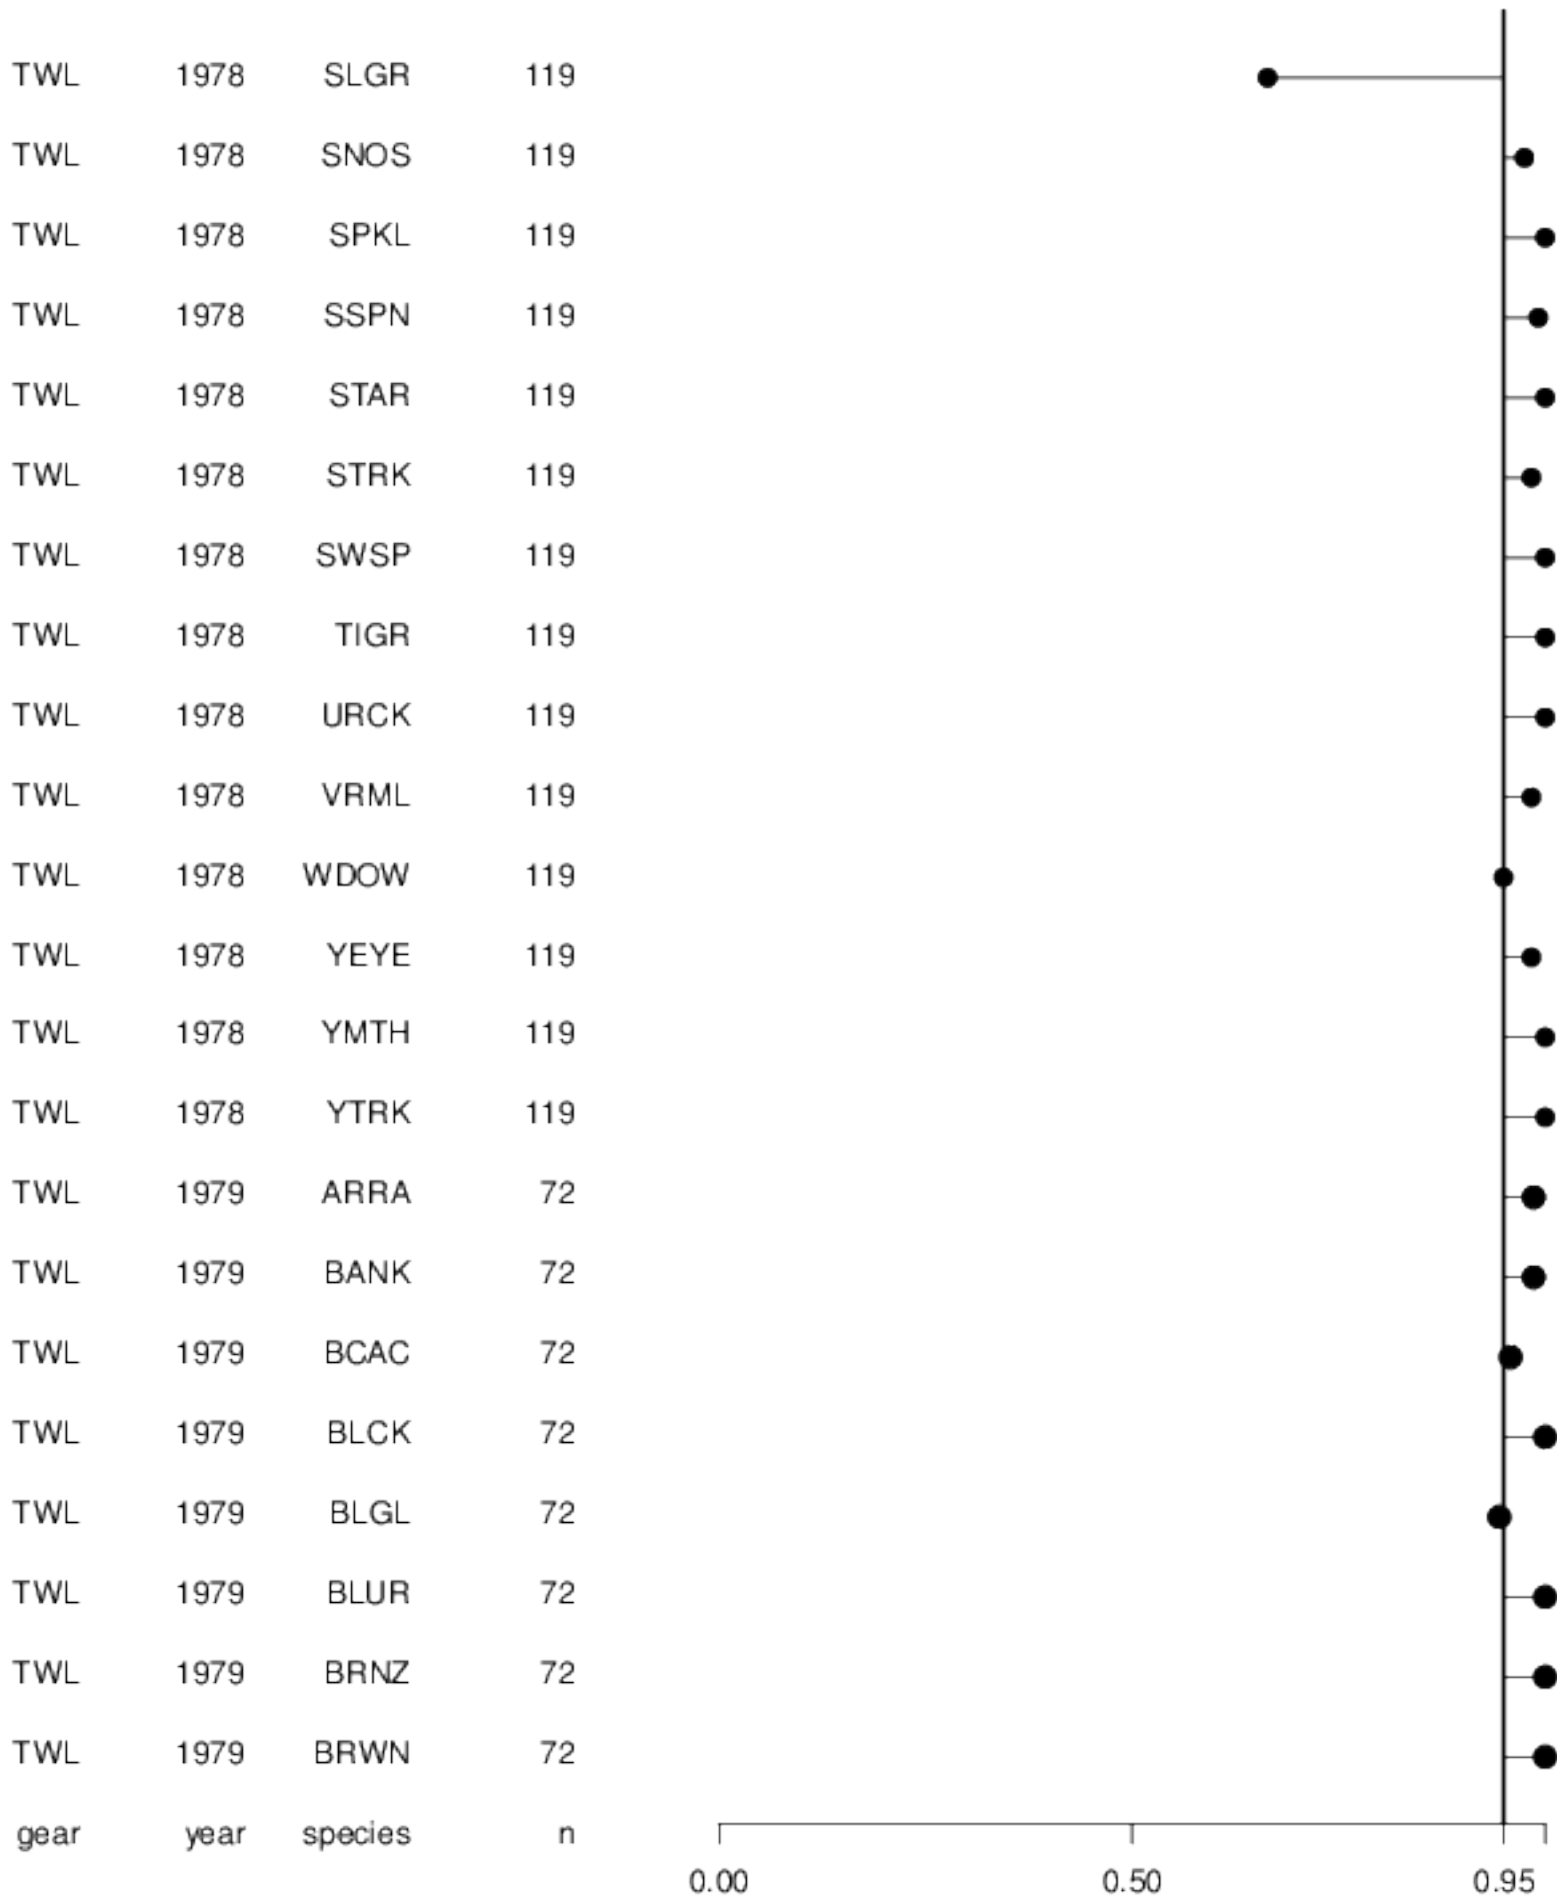 TWL 1978 SLGR 119
TWL 1978 SNOS 119
TWL 1978 SPKL 119
TWL 1978 SSPN 119
TWL 1978 STAR 119
TWL 1978 STRK 119
TWL 1978 SWSP 119
TWL 1978 TIGR 119
TWL 1978 URCK 119
TWL 1978 VRML 119
TWL 1978 WDOW 119
TWL 1978 YEYE 119
TWL 1978 YMTH 119
TWL 1978 YTRK 119
TWL 1979 ARRA 72
TWL 1979 BANK 72
TWL 1979 BCAC 72
TWL 1979 BLCK 72
TWL 1979 BLGL 72
TWL 1979 BLUR 72
TWL 1979 BRNZ 72
TWL 1979 BRWN 72
gear year species n
0.00 0.50 0.95